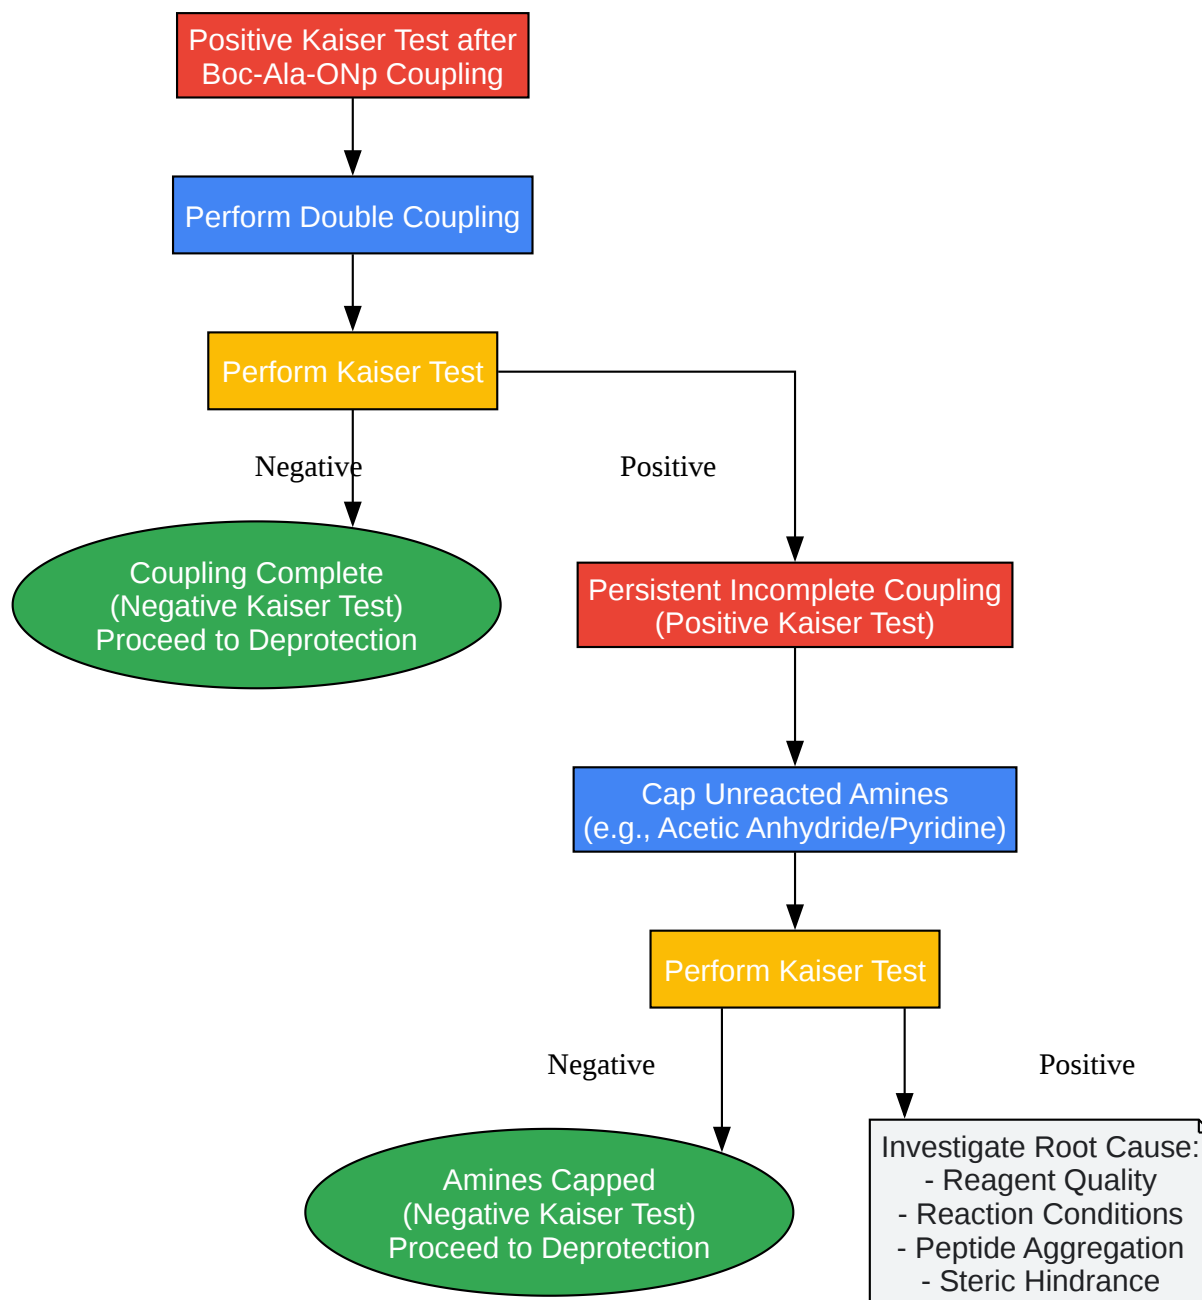 Positive Kaiser Test after
Boc-Ala-ONp Coupling
Perform Double Coupling
Perform Kaiser Test
Negative
Positive
Coupling Complete
(Negative Kaiser Test)
Proceed to Deprotection
Persistent Incomplete Coupling
(Positive Kaiser Test)
Cap Unreacted Amines
(e.g., Acetic Anhydride/Pyridine)
Perform Kaiser Test
Negative
Positive
Amines Capped
(Negative Kaiser Test)
Proceed to Deprotection
Investigate Root Cause:
- Reagent Quality
- Reaction Conditions
- Peptide Aggregation
- Steric Hindrance